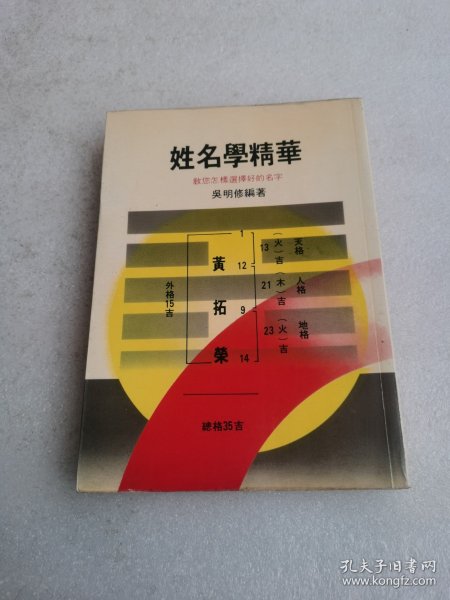 姓名學精華
教您怎樣選擇好的名字
吳明修編著
1
黃 12
拓 9
榮 14
13(火)吉 天格
21(木)吉 人格
23(火)吉 地格
外格15吉
總格35吉
孔夫子旧书网
www.kongfz.com